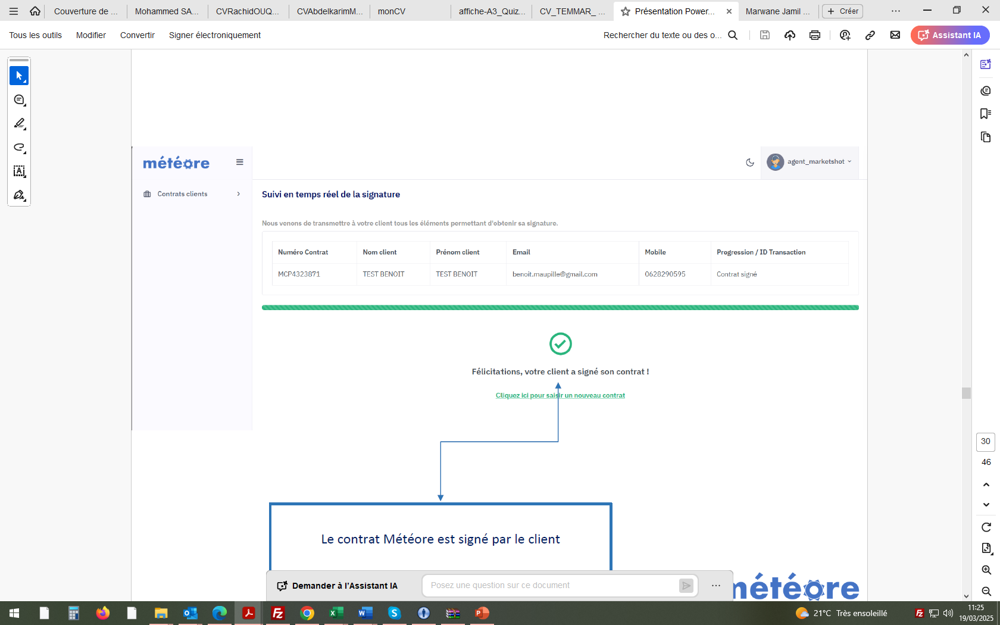 Couverture de ...
Mohammed SA...
CVRachidOUQ...
CVAbdelkarimM...
monCV
affiche-A3_Quiz...
CV_TEMMAR_ ...
Présentation Power...
Marwane Jamil ...
Créer
Tous les outils
Modifier
Convertir
Signer électroniquement
Rechercher du texte ou des o...
Assistant IA
météore
agent_marketshot
Contrats clients
Suivi en temps réel de la signature
Nous venons de transmettre à votre client tous les éléments permettant d'obtenir sa signature.
Numéro Contrat Nom client Prénom client Email Mobile Progression / ID Transaction
MCP4323871 TEST BENOIT TEST BENOIT benoit.maupille@gmail.com 0628290595 Contrat signé
Félicitations, votre client a signé son contrat !
Cliquez ici pour saisir un nouveau contrat
30
46
Le contrat Météore est signé par le client
Demander à l'Assistant IA
Posez une question sur ce document
météore
21°C Très ensoleillé
11:25
19/03/2025